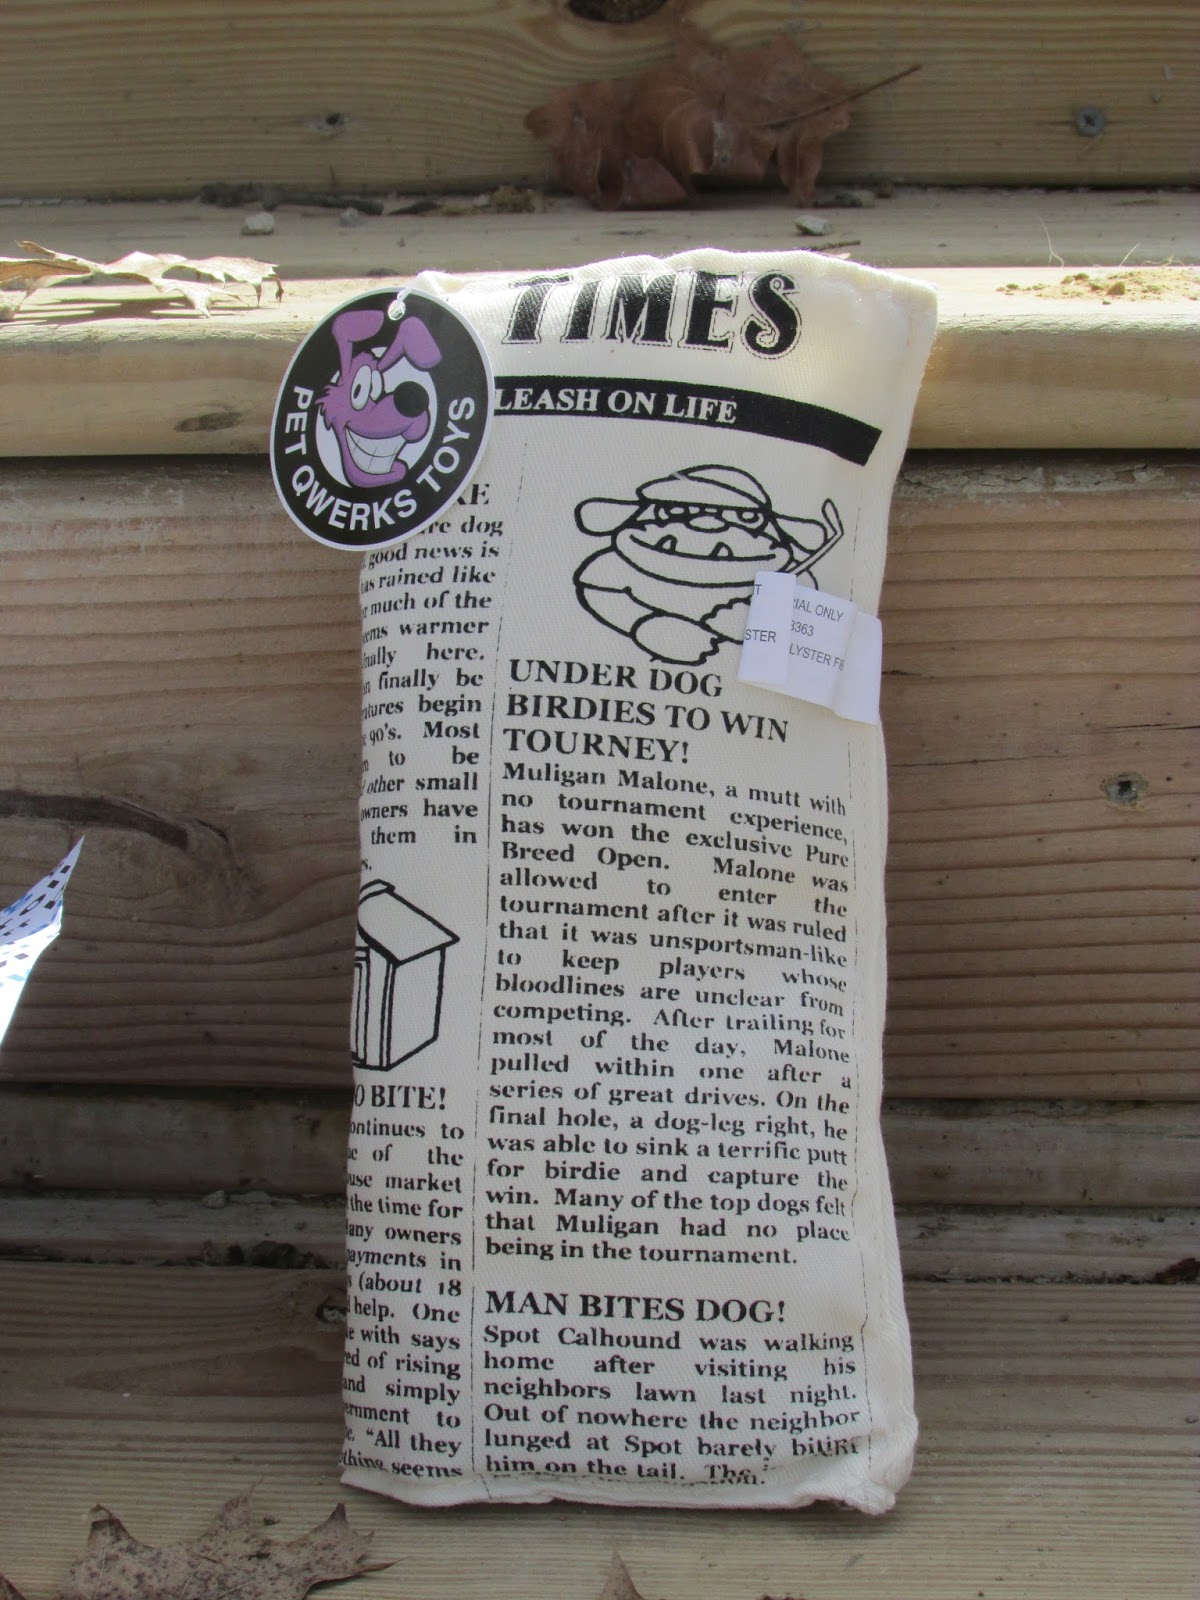 TIMES
LEASH ON LIFE
PET QWERKS TOYS
dog
good news is
rained like
much of the
warmer
here.
finally be
begin
90's. Most
to be
other small
have
them in
BITE!
to
of the
market
the time for
owners
in
(about 18
help. One
with says
of rising
and simply
to
"All they
seems
T
RIAL ONLY
3363
STER
LYSTER
UNDER DOG
BIRDIES TO WIN
TOURNEY!
Muligan Malone, a mutt with
no tournament experience,
has won the exclusive Pure
Breed Open. Malone was
allowed to enter the
tournament after it was ruled
that it was unsportsman-like
to keep players whose
bloodlines are unclear from
competing. After trailing for
most of the day, Malone
pulled within one after a
series of great drives. On the
final hole, a dog-leg right, he
was able to sink a terrific putt
for birdie and capture the
win. Many of the top dogs felt
that Muligan had no place
being in the tournament.
MAN BITES DOG!
Spot Calhound was walking
home after visiting his
neighbors lawn last night.
Out of nowhere the neighbor
lunged at Spot barely biting
him on the tail. The